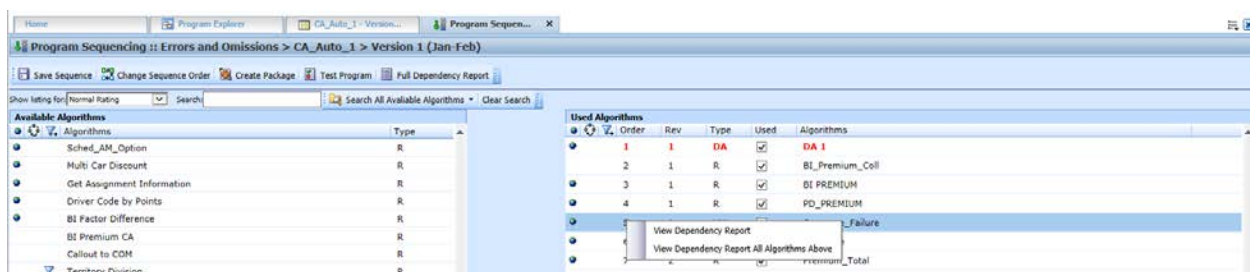 Home Program Explorer CA_Auto_1 - Version... Program Sequen... X
Program Sequencing :: Errors and Omissions > CA_Auto_1 > Version 1 (Jan-Feb)
Save Sequence Change Sequence Order Create Package Test Program Full Dependency Report
Show listing for: Normal Rating Search: Search All Avaliable Algorithms Clear Search
Available Algorithms
Algorithms Type
Sched_AM_Option R
Multi Car Discount R
Get Assignment Information R
Driver Code by Points R
BI Factor Difference R
BI Premium CA R
Callout to COM R
Territory Division R
Used Algorithms
Order Rev Type Used Algorithms
1 1 DA DA 1
2 1 R BI_Premium_Coll
3 1 R BI PREMIUM
4 1 R PD_PREMIUM
_Failure
7 2 R Premium_Total
View Dependency Report
View Dependency Report All Algorithms Above